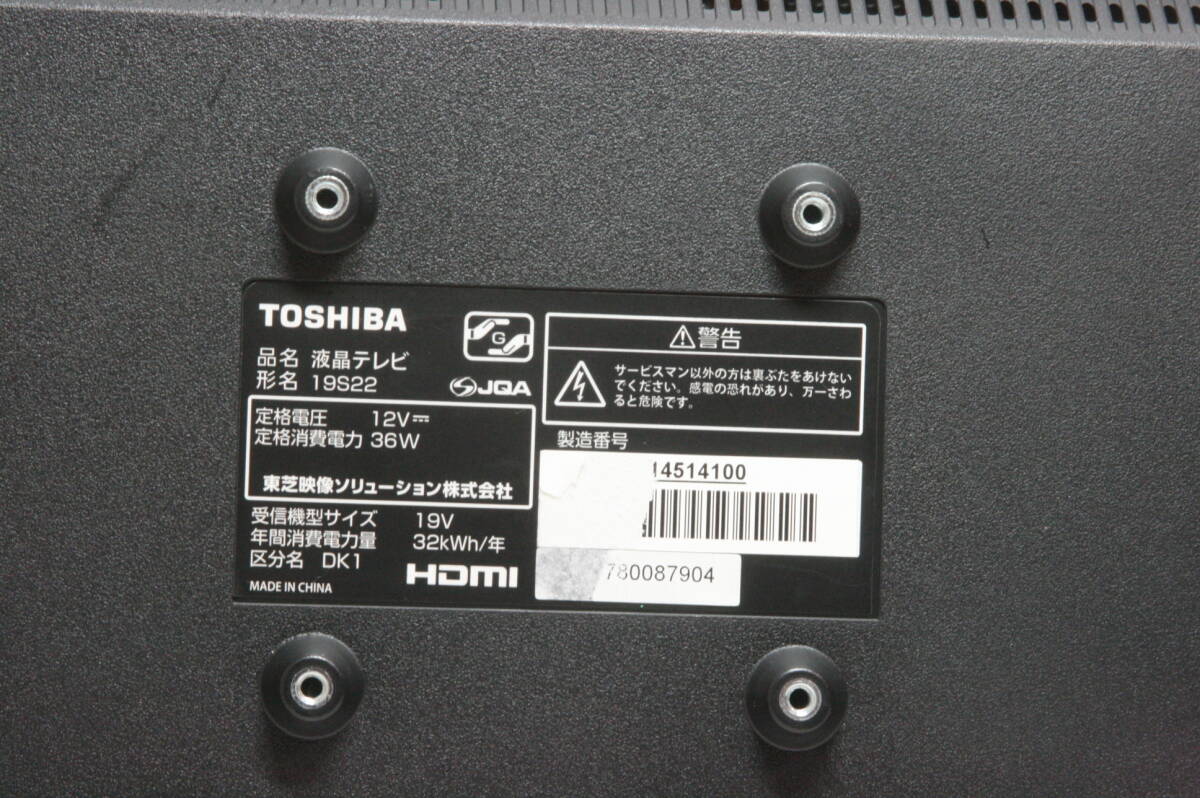 TOSHIBA
品名 液晶テレビ
形名 19S22
G
JQA
定格電圧 12V
定格消費電力 36W
東芝映像ソリューション株式会社
受信機型サイズ 19V
年間消費電力量 32kWh/年
区分名 DK1
MADE IN CHINA
HDMI
警告
サービスマン以外の方は裏ぶたをあけない
でください。感電の恐れがあり、万一さわ
ると危険です。
製造番号
14514100
780087904